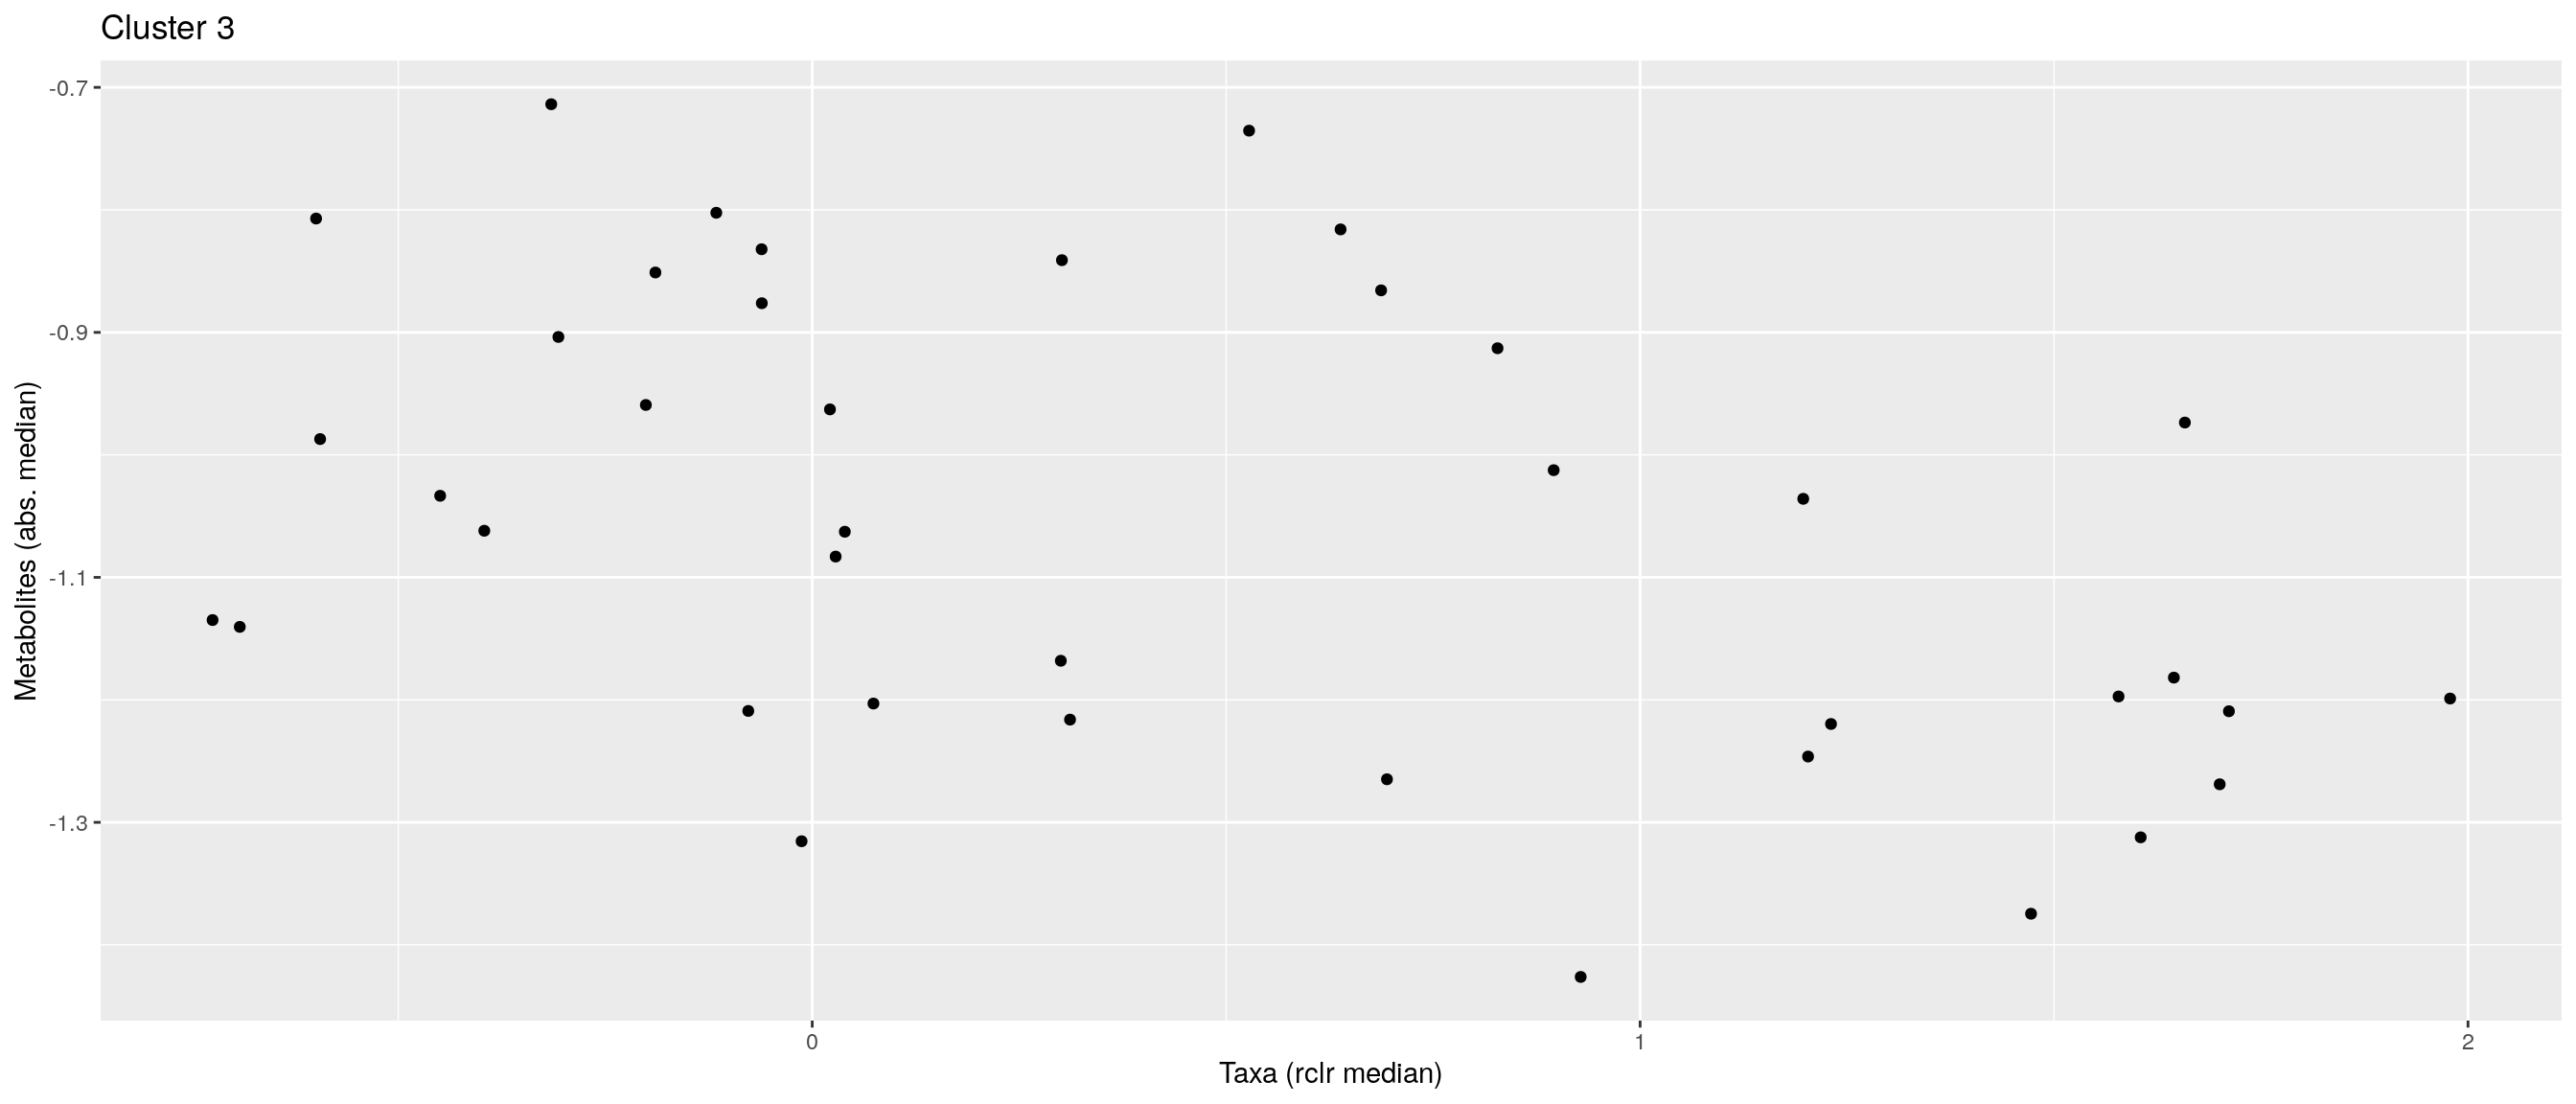 Cluster 3
-0.7
-0.9
-1.1
-1.3
Metabolites (abs. median)
0
1
2
Taxa (rclr median)